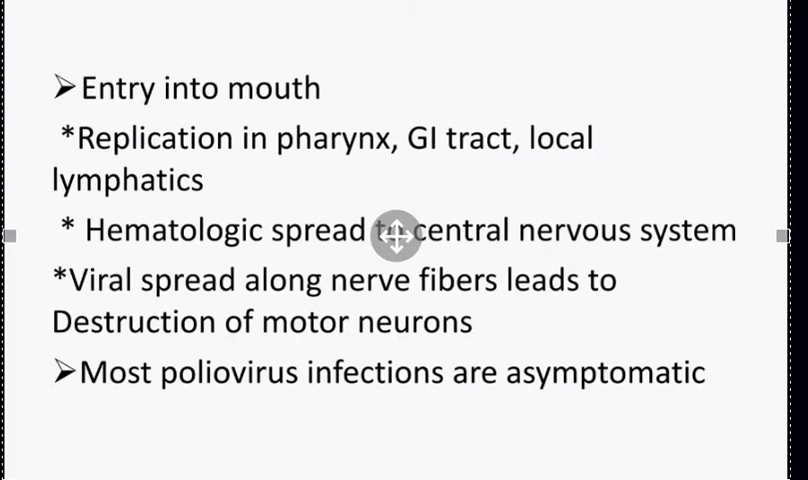 ➢Entry into mouth
*Replication in pharynx, GI tract, local
lymphatics
* Hematologic spread to central nervous system
*Viral spread along nerve fibers leads to
Destruction of motor neurons
➢Most poliovirus infections are asymptomatic